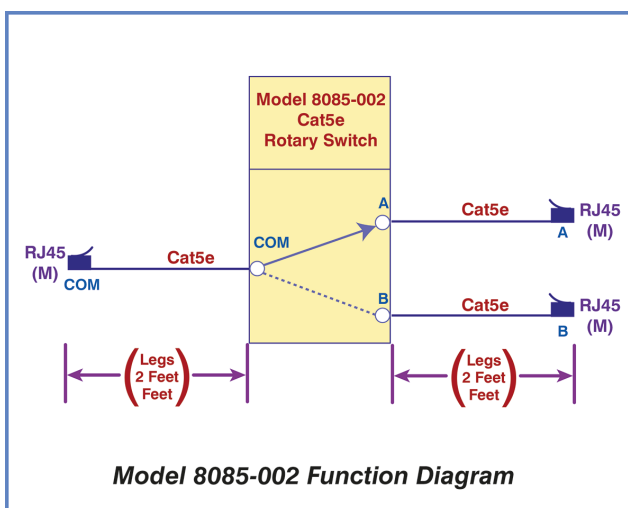 Model 8085-002
Cat5e
Rotary Switch
A
Cat5e
RJ45
(M)
A
COM
RJ45
(M)
COM
Cat5e
B
Cat5e
RJ45
(M)
B
(Legs
2 Feet
Feet)
(Legs
2 Feet
Feet)
Model 8085-002 Function Diagram